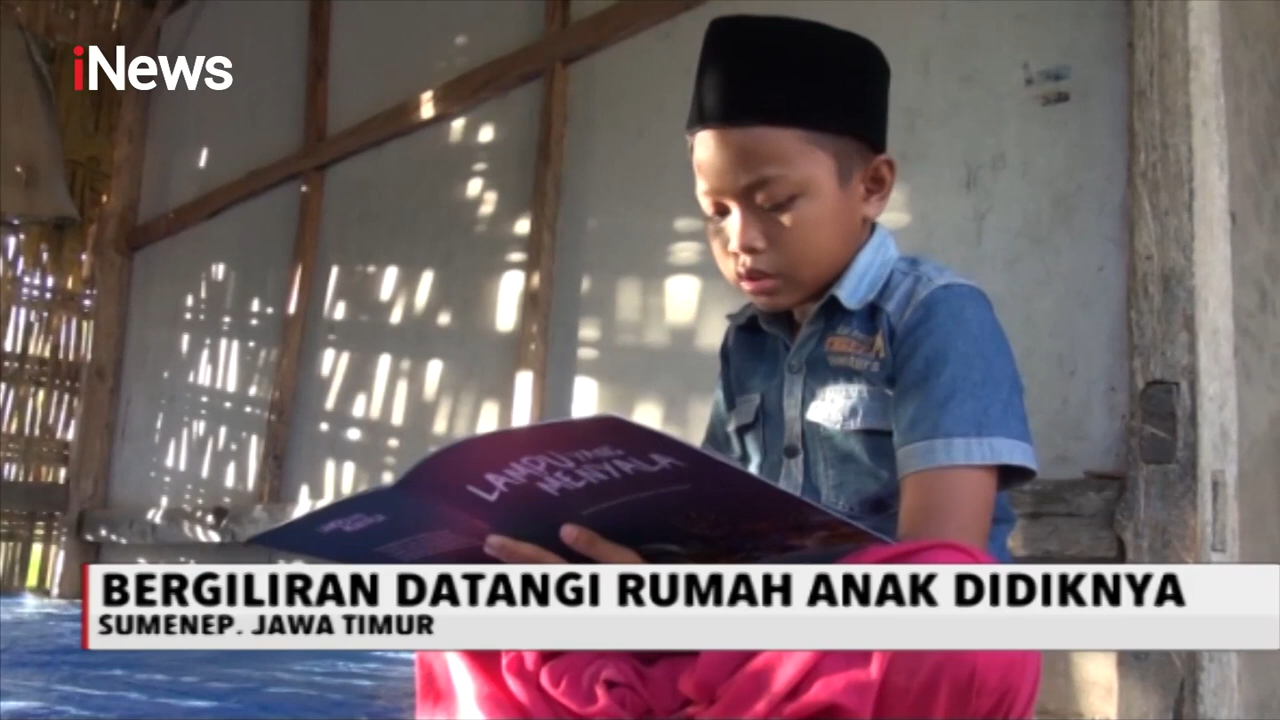 iNews
LAMPU YANG
MENYALA
BERGILIRAN DATANGI RUMAH ANAK DIDIKNYA
SUMENEP, JAWA TIMUR